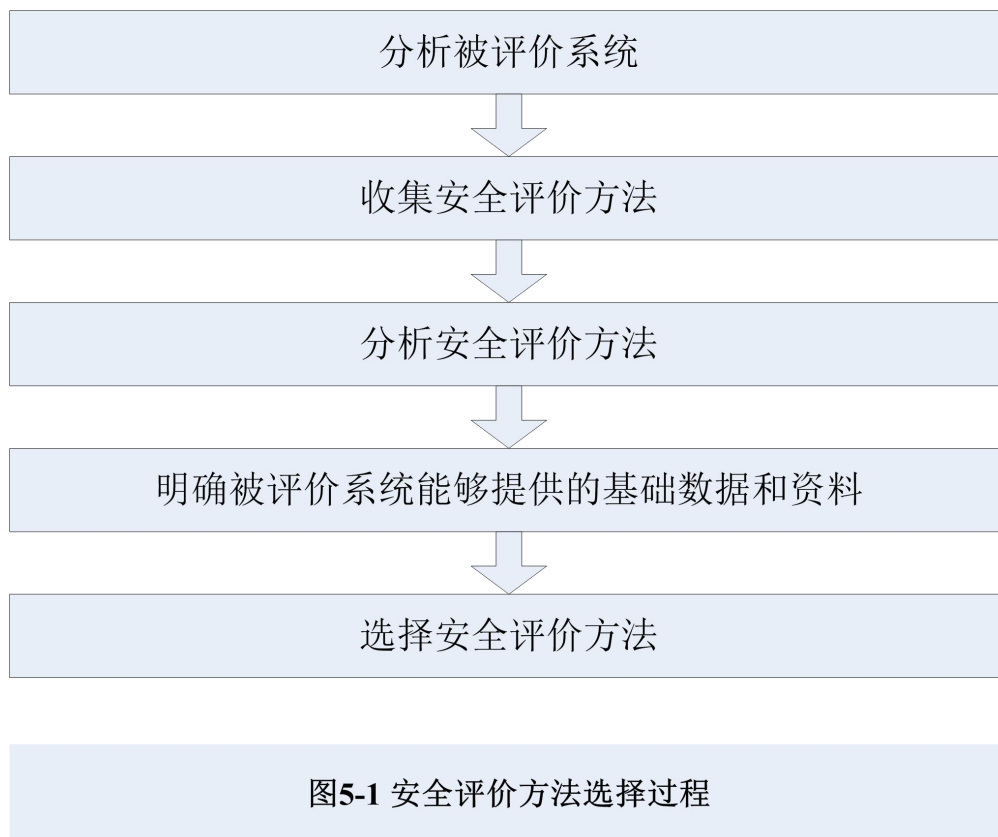 分析被评价系统
收集安全评价方法
分析安全评价方法
明确被评价系统能够提供的基础数据和资料
选择安全评价方法
图5-1 安全评价方法选择过程